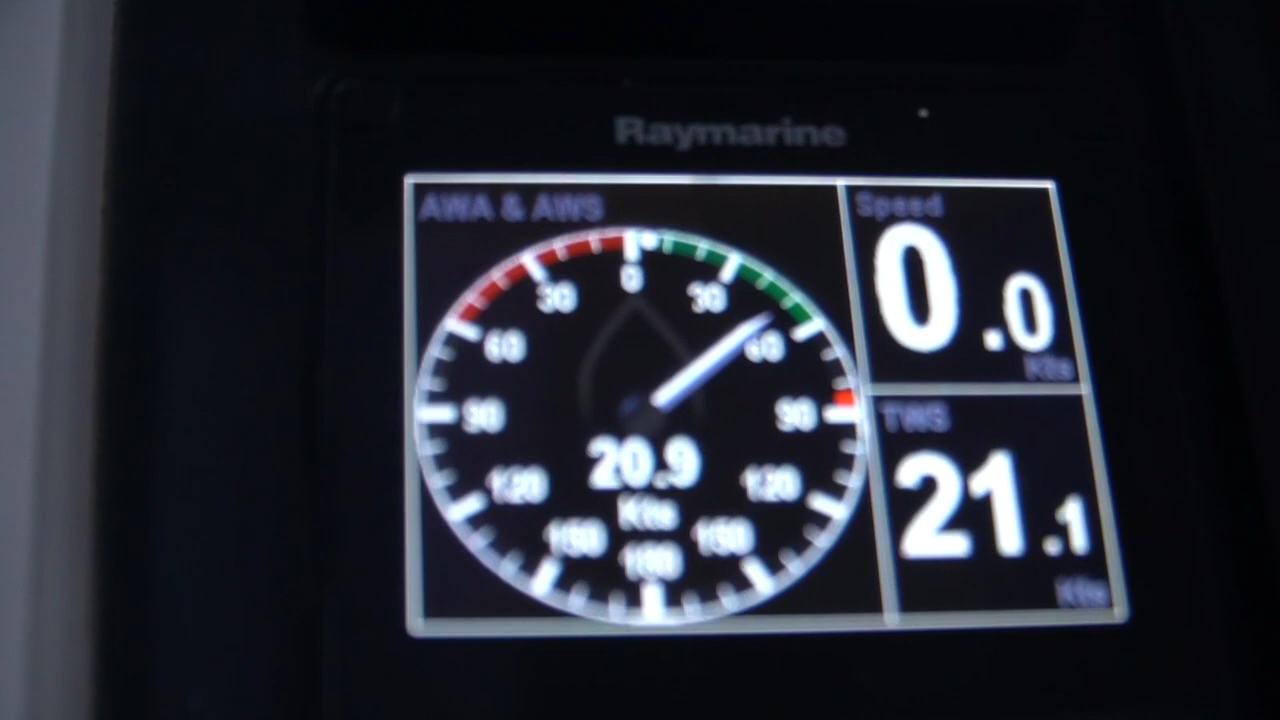 Raymarine
AWA & AWS
0
30 30
60 60
90 90
120 120
150 150
180
20.9
Kts
Speed
0.0
Kts
TWS
21.1
Kts